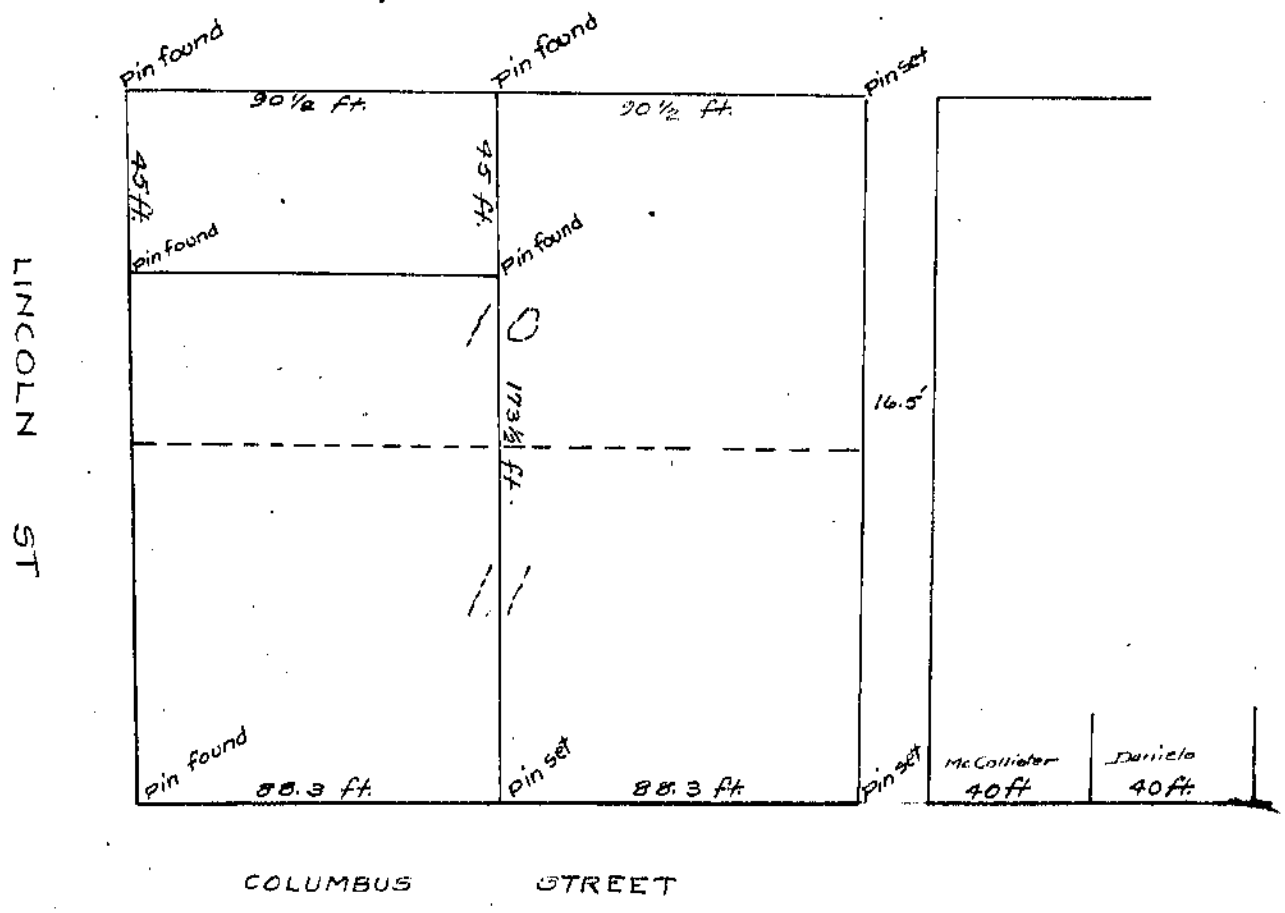 Pin found
Pin found
Pin set
90 1/2 ft.
90 1/2 ft.
45 ft.
45 ft.
Pin found
Pin found
LINCOLN ST
10
16.5'
173 1/2 ft.
11
Pin found
Pin set
Pin set
88.3 ft.
88.3 ft.
McCollister
Daniels
40 ft
40 ft.
COLUMBUS STREET